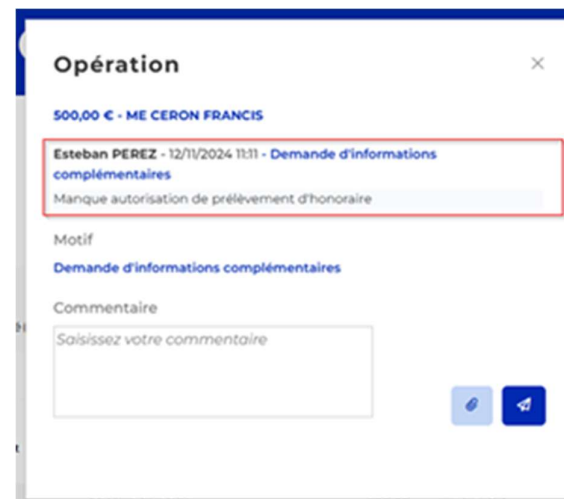 Opération
500,00 € - ME CERON FRANCIS
Esteban PEREZ - 12/11/2024 11:11 - Demande d'informations
complémentaires
Manque autorisation de prélèvement d'honoraire
Motif
Demande d'informations complémentaires
Commentaire
Saisissez votre commentaire